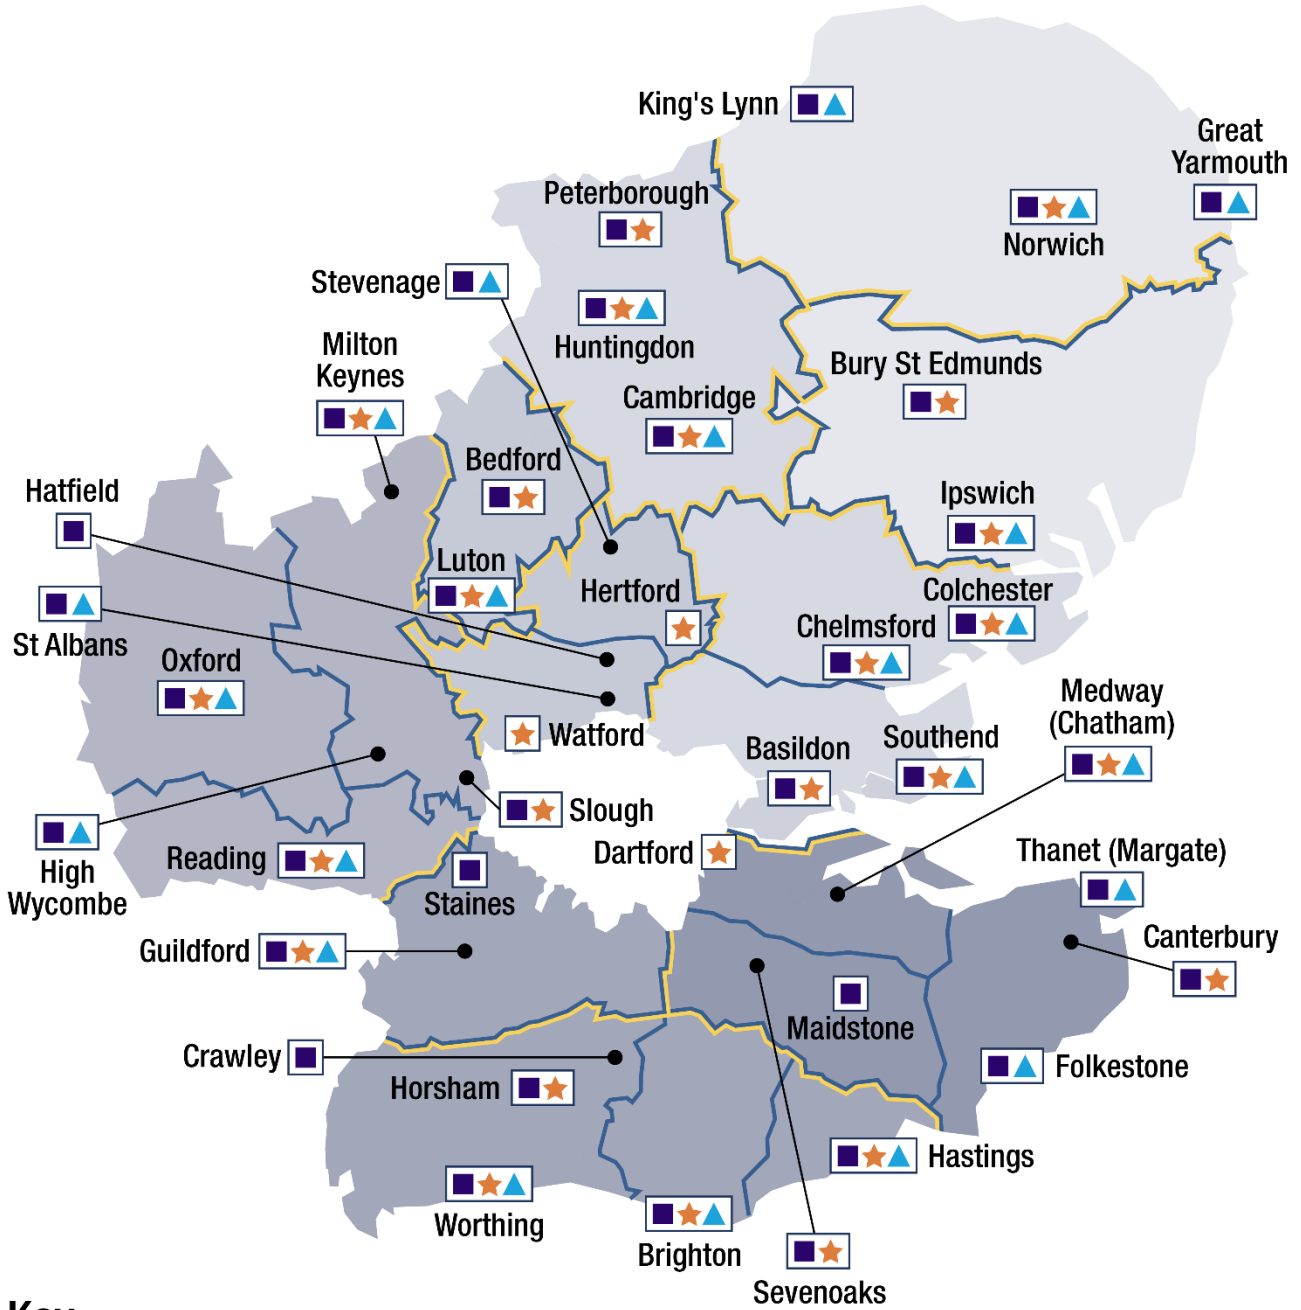 King's Lynn
Great
Yarmouth
Peterborough
Norwich
Stevenage
Milton
Keynes
Huntingdon
Bury St Edmunds
Cambridge
Bedford
Hatfield
Ipswich
Luton
Hertford
Colchester
St Albans
Chelmsford
Oxford
Medway
(Chatham)
Watford
Basildon
Southend
Slough
High
Wycombe
Reading
Dartford
Thanet (Margate)
Staines
Guildford
Canterbury
Maidstone
Crawley
Horsham
Folkestone
Hastings
Worthing
Brighton
Sevenoaks
Key